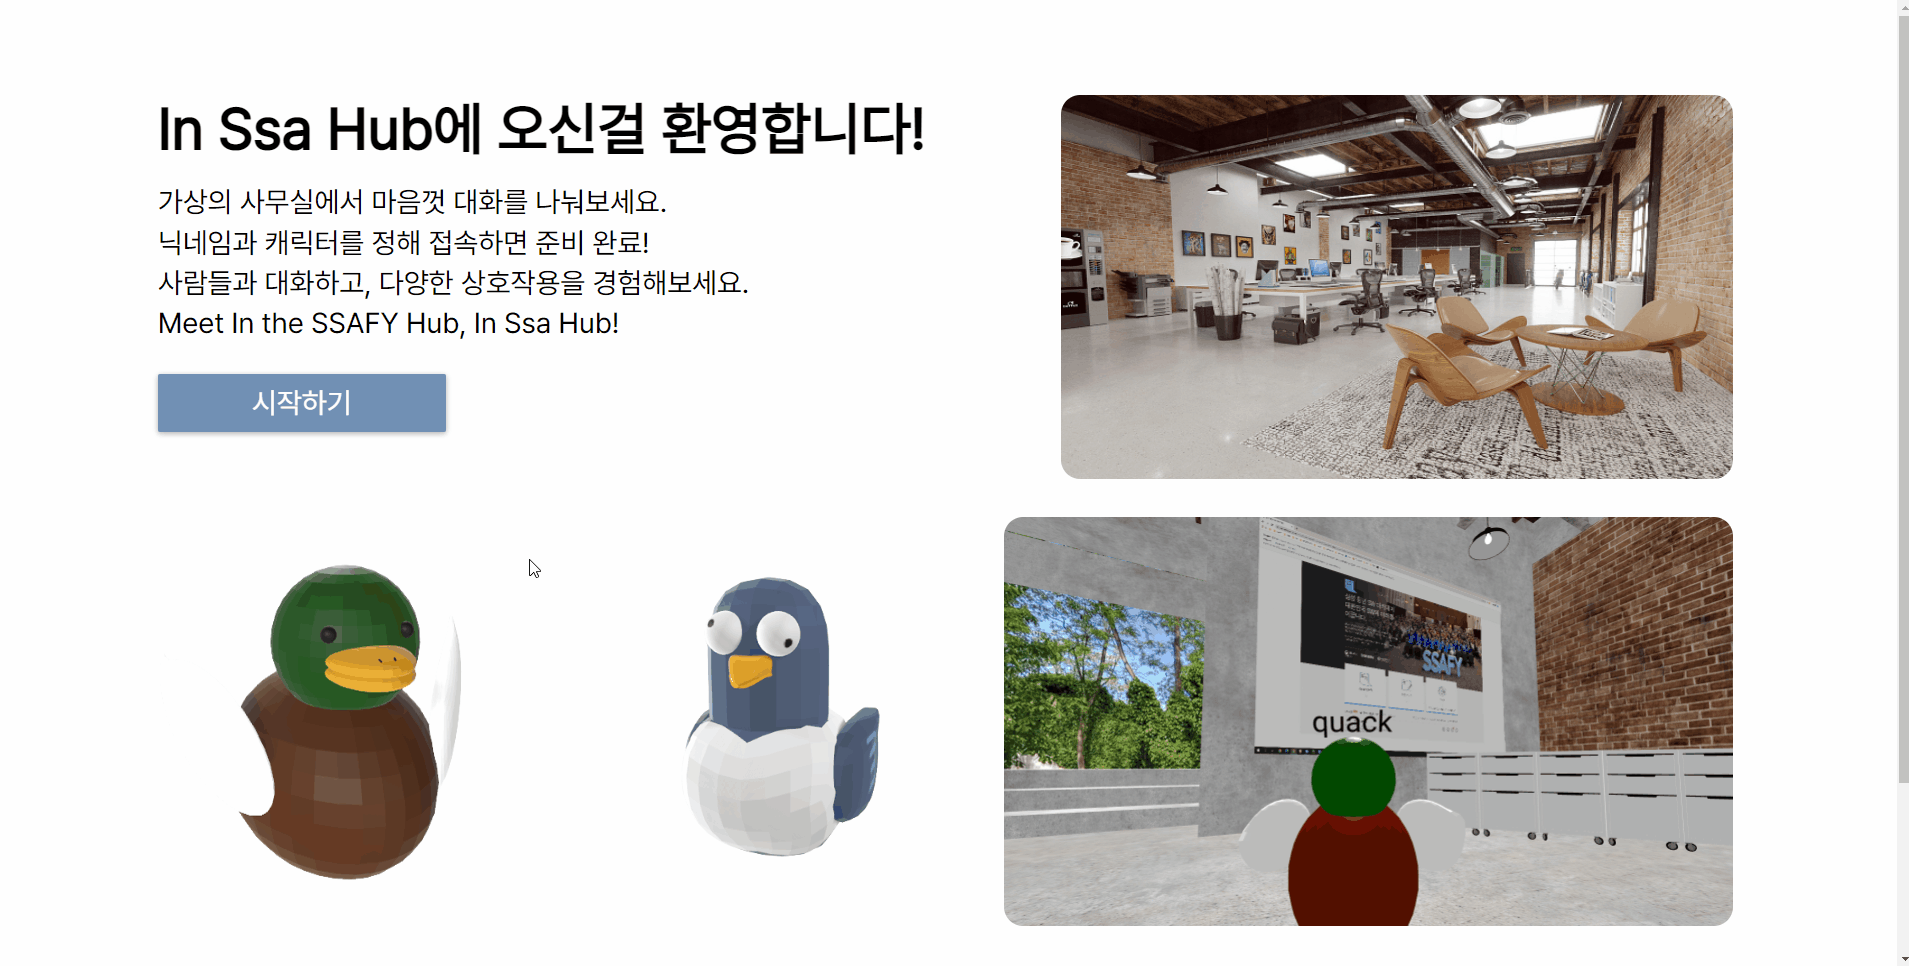 In Ssa Hub에 오신걸 환영합니다!
가상의 사무실에서 마음껏 대화를 나눠보세요.
닉네임과 캐릭터를 정해 접속하면 준비 완료!
사람들과 대화하고, 다양한 상호작용을 경험해보세요.
Meet In the SSAFY Hub, In Ssa Hub!
시작하기
SSAFY
quack